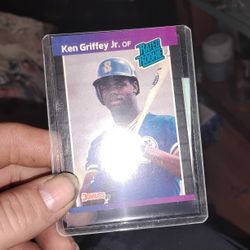 Ken Griffey Jr. OF
RATED
ROOKIE
S
DONRUSS